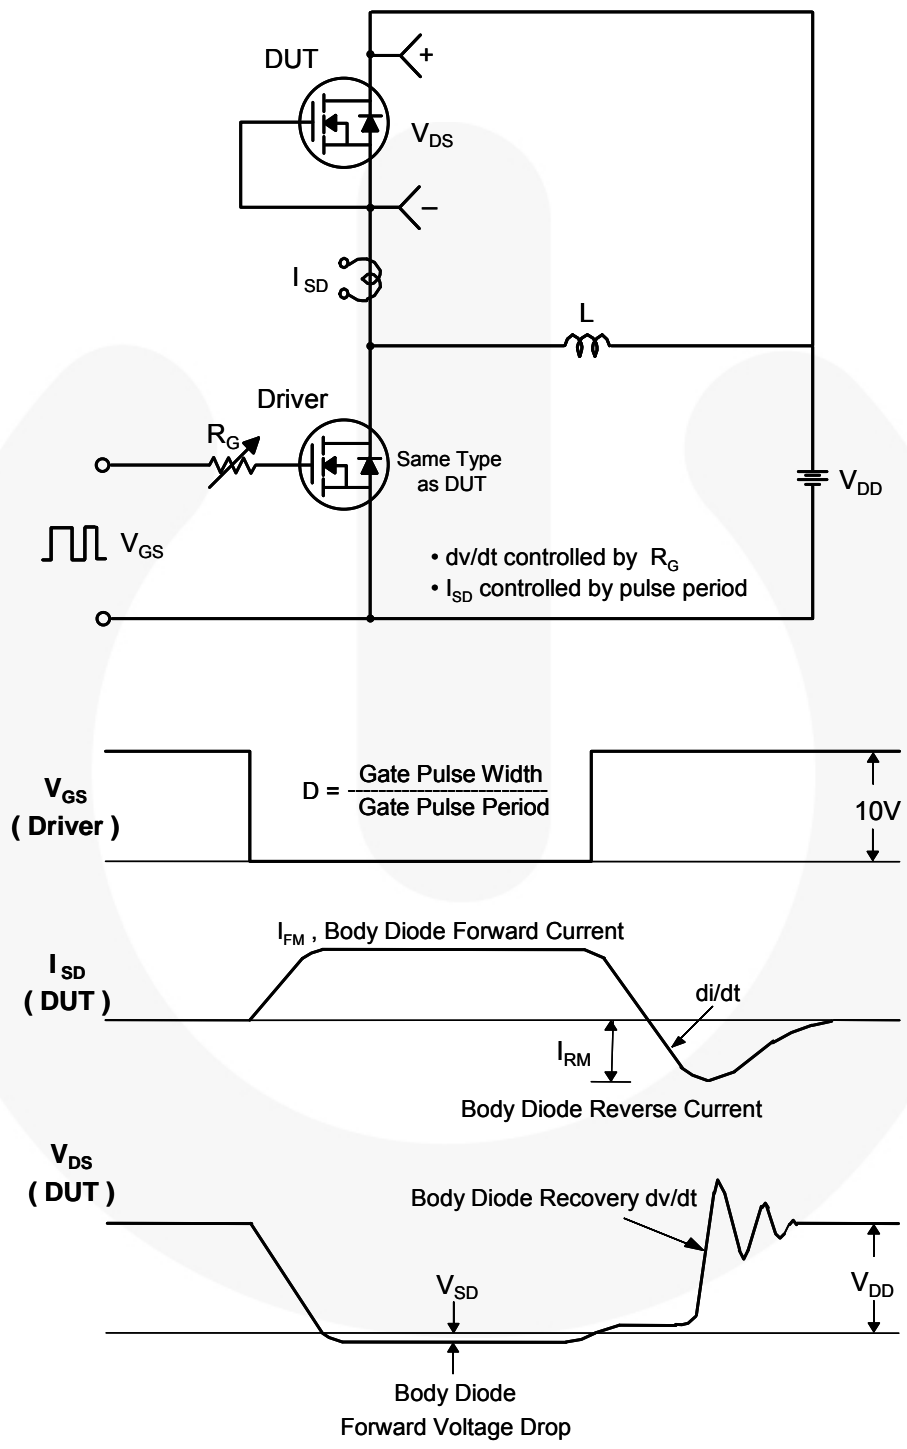 DUT
+
V_DS
–
I_SD
L
Driver
R_G
Same Type
as DUT
V_DD
V_GS
• dv/dt controlled by R_G
• I_SD controlled by pulse period
V_GS
( Driver )
D = Gate Pulse Width
Gate Pulse Period
10V
I_FM , Body Diode Forward Current
I_SD
( DUT )
di/dt
I_RM
Body Diode Reverse Current
V_DS
( DUT )
Body Diode Recovery dv/dt
V_SD
V_DD
Body Diode
Forward Voltage Drop